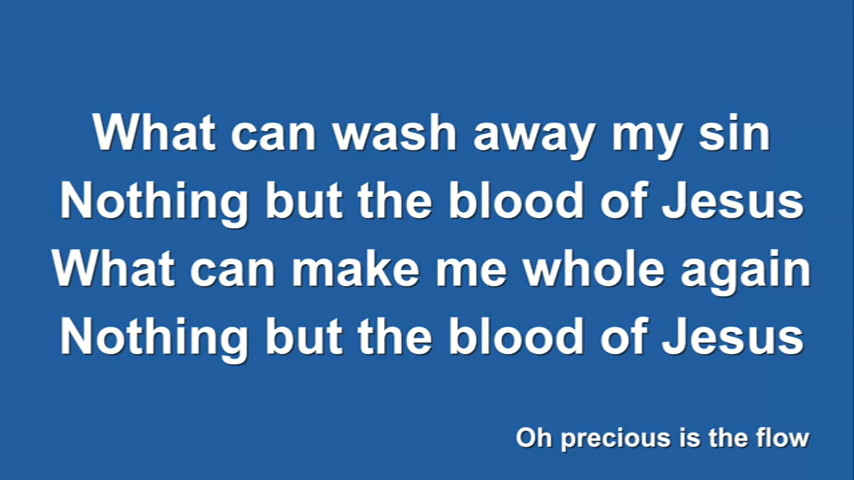 What can wash away my sin
Nothing but the blood of Jesus
What can make me whole again
Nothing but the blood of Jesus
Oh precious is the flow